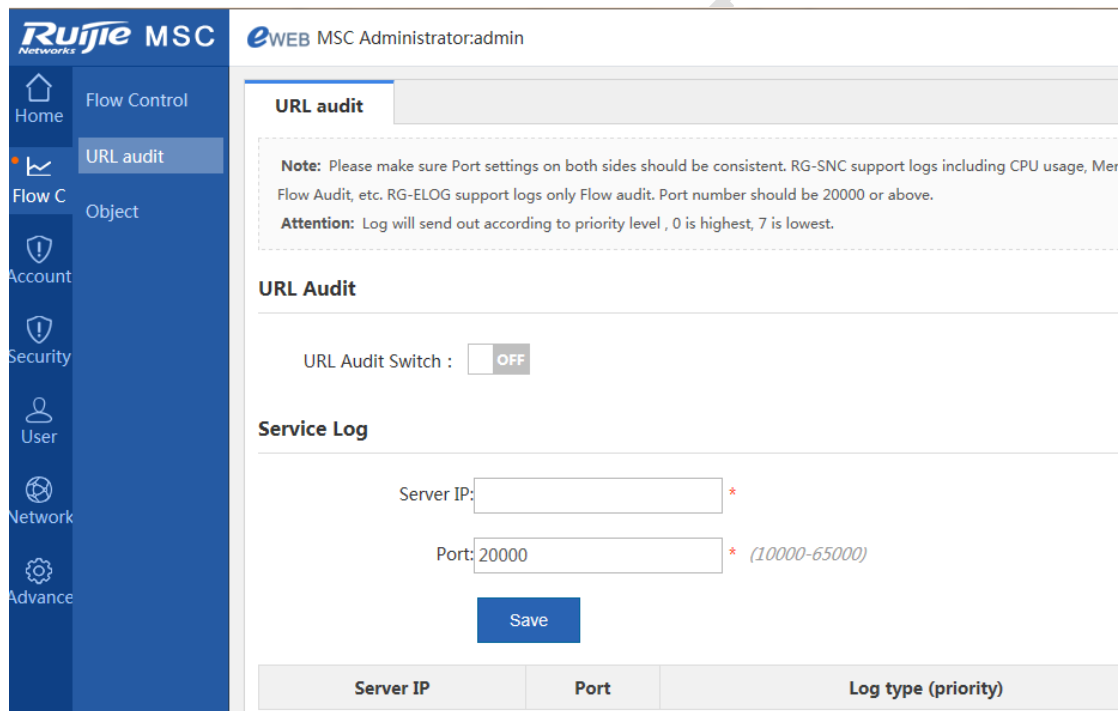 Ruijie Networks MSC
eWEB MSC Administrator:admin
Home
Flow C
Account
Security
User
Network
Advance
Flow Control
URL audit
Object
URL audit
Note: Please make sure Port settings on both sides should be consistent. RG-SNC support logs including CPU usage,
Flow Audit, etc. RG-ELOG support logs only Flow audit. Port number should be 20000 or above.
Attention: Log will send out according to priority level , 0 is highest, 7 is lowest.
URL Audit
URL Audit Switch : OFF
Service Log
Server IP: *
Port: 20000 * (10000-65000)
Save
Server IP Port Log type (priority)